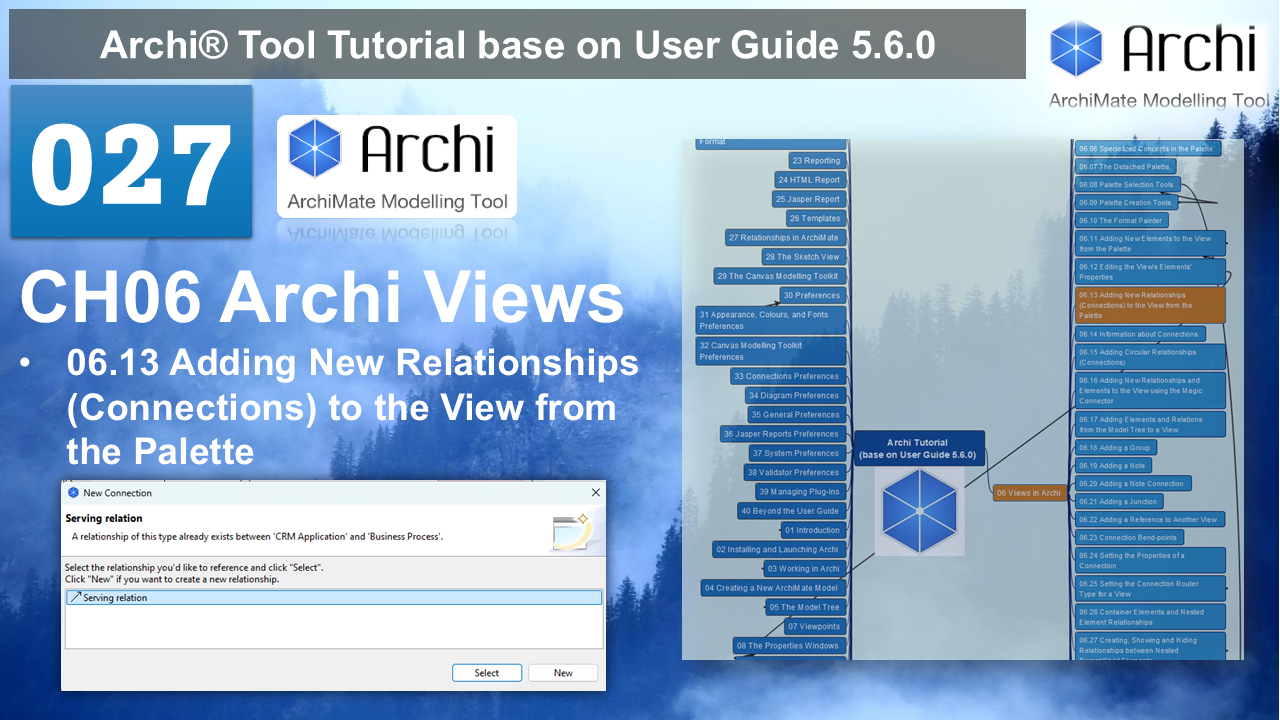 Archi® Tool Tutorial base on User Guide 5.6.0
Archi
ArchiMate Modelling Tool
027
Archi
ArchiMate Modelling Tool
CH06 Archi Views
• 06.13 Adding New Relationships
(Connections) to the View from
the Palette
New Connection
Serving relation
A relationship of this type already exists between 'CRM Application' and 'Business Process'.
Select the relationship you'd like to reference and click "Select".
Click "New" if you want to create a new relationship.
Serving relation
Select
New
Format
23 Reporting
24 HTML Report
25 Jasper Report
26 Templates
27 Relationships in ArchiMate
28 The Sketch View
29 The Canvas Modelling Toolkit
30 Preferences
31 Appearance, Colours, and Fonts
Preferences
32 Canvas Modelling Toolkit
Preferences
33 Connections Preferences
34 Diagram Preferences
35 General Preferences
36 Jasper Reports Preferences
37 System Preferences
38 Validator Preferences
39 Managing Plug-ins
40 Beyond the User Guide
01 Introduction
02 Installing and Launching Archi
03 Working in Archi
04 Creating a New ArchiMate Model
05 The Model Tree
07 Viewpoints
08 The Properties Windows
Archi Tutorial
(base on User Guide 5.6.0)
06 Views in Archi
06.06 Specialized Concepts in the Palette
06.07 The Detached Palette
06.08 Palette Selection Tools
06.09 Palette Creation Tools
06.10 The Format Painter
06.11 Adding New Elements to the View
from the Palette
06.12 Editing the View's Elements'
Properties
06.13 Adding New Relationships
(Connections) to the View from the
Palette
06.14 Information about Connections
06.15 Adding Circular Relationships
(Connections)
06.16 Adding New Relationships and
Elements to the View using the Magic
Connector
06.17 Adding Elements and Relations
from the Model Tree to a View
06.18 Adding a Group
06.19 Adding a Note
06.20 Adding a Note Connection
06.21 Adding a Junction
06.22 Adding a Reference to Another View
06.23 Connection Bend-points
06.24 Setting the Properties of a
Connection
06.25 Setting the Connection Router
Type for a View
06.26 Container Elements and Nested
Element Relationships
06.27 Creating, Showing and Hiding
Relationships between Nested